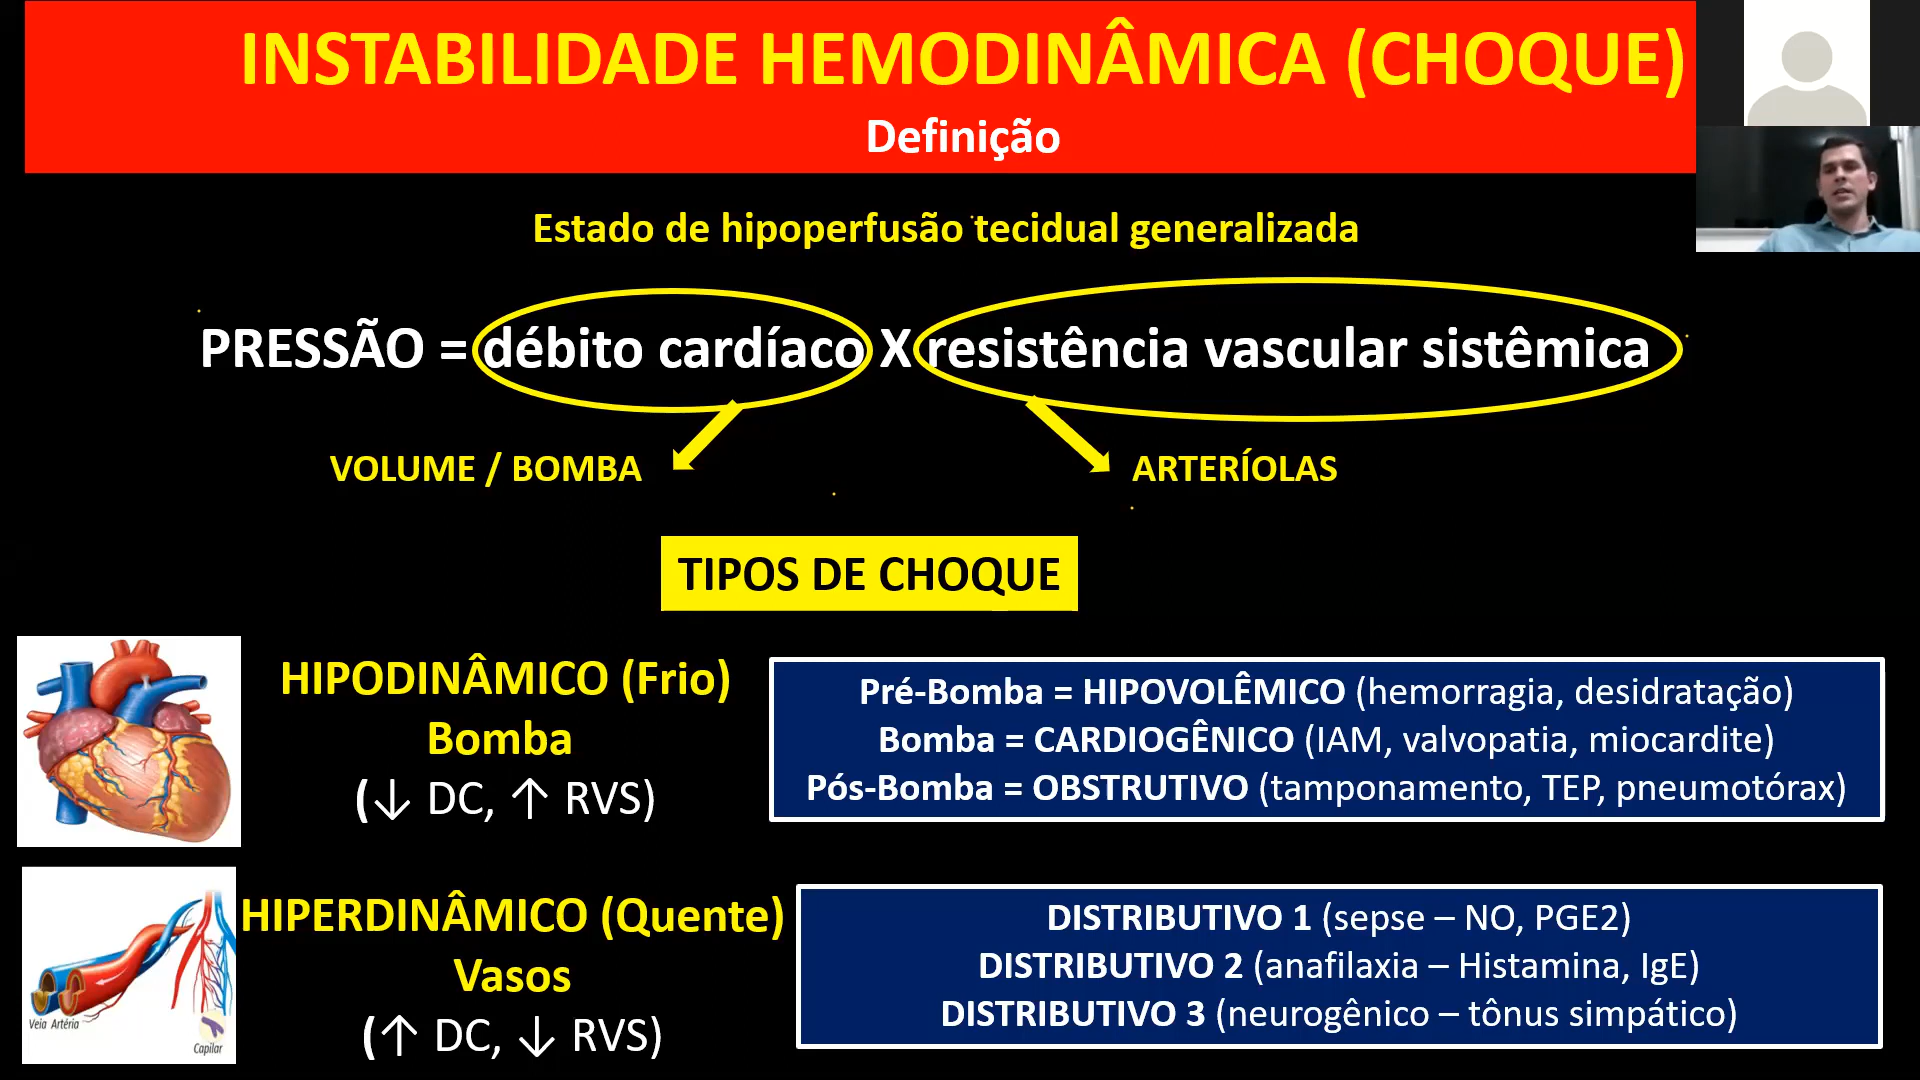 INSTABILIDADE HEMODINÂMICA (CHOQUE)
Definição
Estado de hipoperfusão tecidual generalizada
PRESSÃO = débito cardíaco X resistência vascular sistêmica
VOLUME / BOMBA
ARTERÍOLAS
TIPOS DE CHOQUE
HIPODINÂMICO (Frio)
Bomba
(↓ DC, ↑ RVS)
Pré-Bomba = HIPOVOLÊMICO (hemorragia, desidratação)
Bomba = CARDIOGÊNICO (IAM, valvopatia, miocardite)
Pós-Bomba = OBSTRUTIVO (tamponamento, TEP, pneumotórax)
HIPERDINÂMICO (Quente)
Vasos
(↑ DC, ↓ RVS)
DISTRIBUTIVO 1 (sepse – NO, PGE2)
DISTRIBUTIVO 2 (anafilaxia – Histamina, IgE)
DISTRIBUTIVO 3 (neurogênico – tônus simpático)
Veia Artéria
Capilar